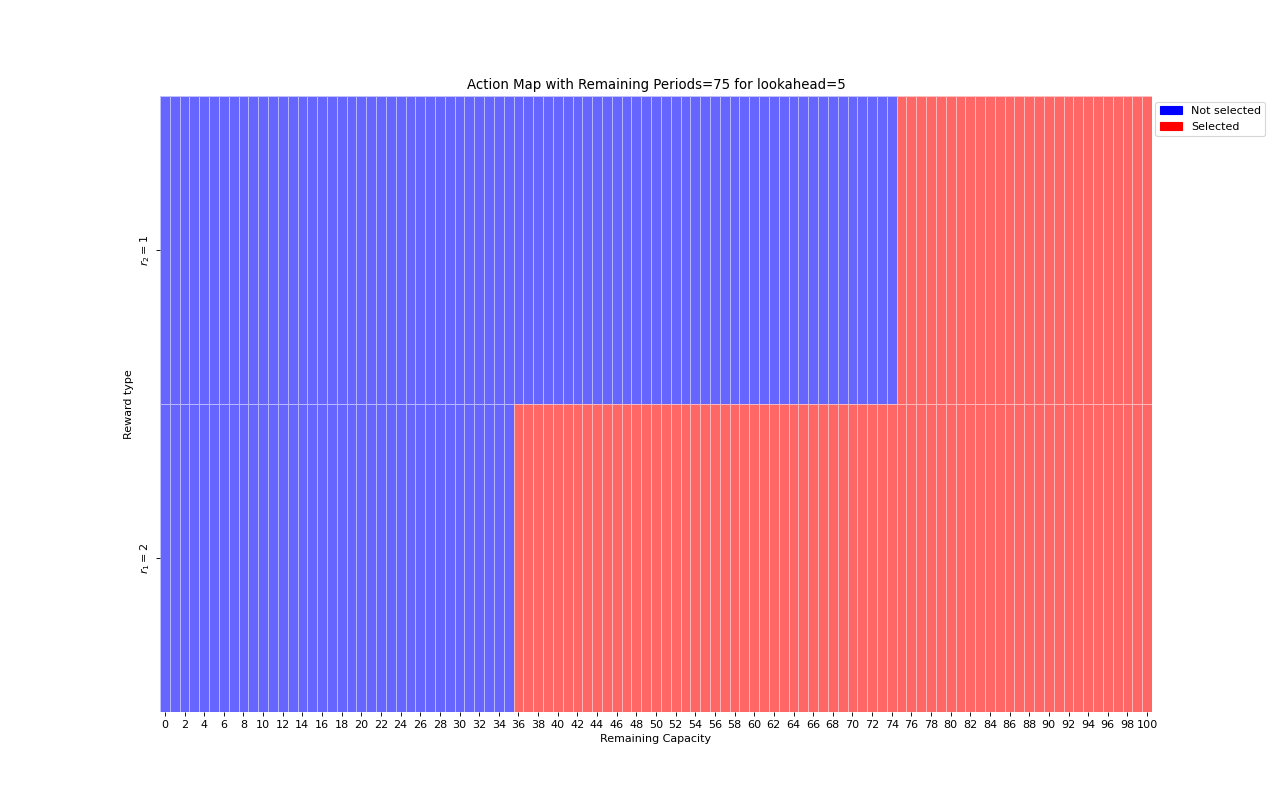 Action Map with Remaining Periods=75 for lookahead=5
Not selected
Selected
r₂ = 1
Reward type
r₁ = 2
0 2 4 6 8 10 12 14 16 18 20 22 24 26 28 30 32 34 36 38 40 42 44 46 48 50 52 54 56 58 60 62 64 66 68 70 72 74 76 78 80 82 84 86 88 90 92 94 96 98 100
Remaining Capacity